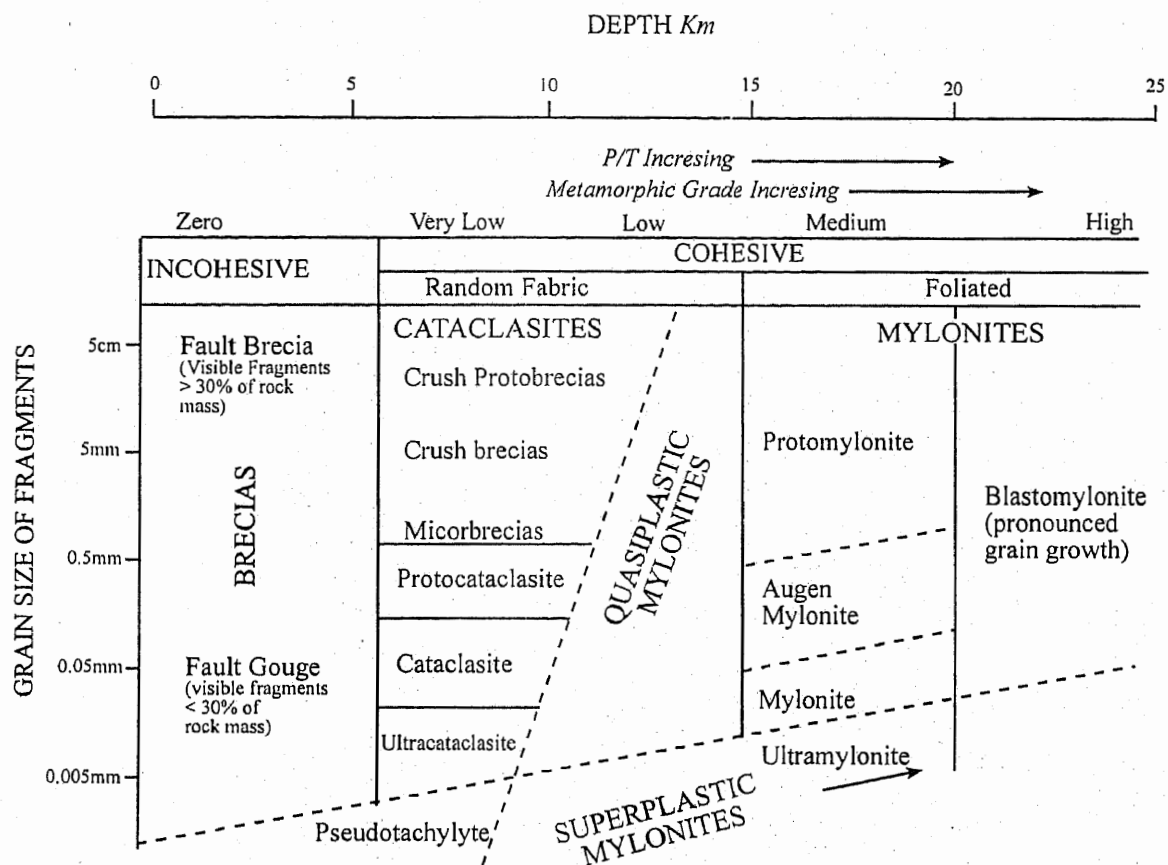 DEPTH Km
0 5 10 15 20 25
P/T Incresing
Metamorphic Grade Incresing
Zero Very Low Low Medium High
INCOHESIVE
COHESIVE
Random Fabric
Foliated
GRAIN SIZE OF FRAGMENTS
5cm
5mm
0.5mm
0.05mm
0.005mm
Fault Brecia
(Visible Fragments
> 30% of rock
mass)
BRECIAS
Fault Gouge
(visible fragments
< 30% of
rock mass)
CATACLASITES
Crush Protobrecias
Crush brecias
Micorbrecias
Protocataclasite
Cataclasite
Ultracataclasite
Pseudotachylyte
QUASIPLASTIC
MYLONITES
MYLONITES
Protomylonite
Augen
Mylonite
Mylonite
Ultramylonite
Blastomylonite
(pronounced
grain growth)
SUPERPLASTIC
MYLONITES